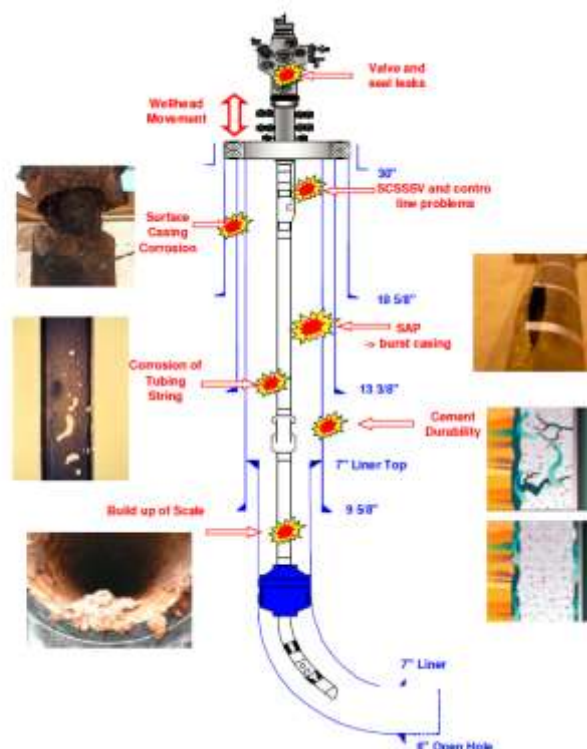 Valve and
seal leaks
Wellhead
Movement
30"
SCSSSV and contro
line problems
Surface
Casing
Corrosion
18 5/8"
SAP
-> burst casing
Corrosion of
Tubing
String
13 3/8"
Cement
Durability
7" Liner Top
9 5/8"
Build up of Scale
7" Liner
6" Open Hole